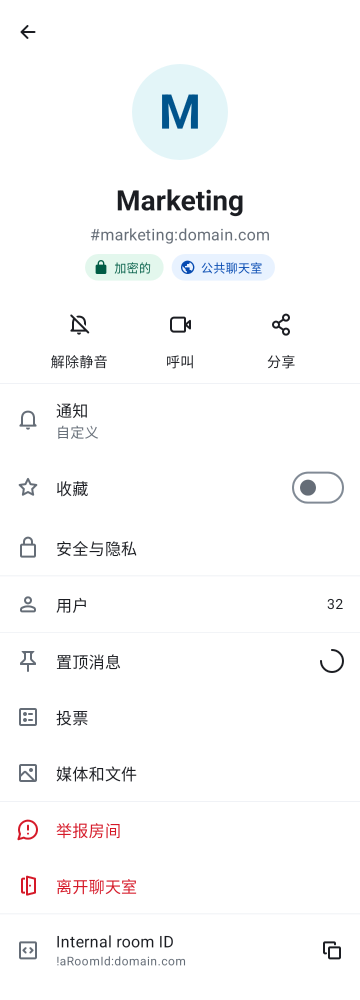 M
Marketing
#marketing:domain.com
加密的
公共聊天室
解除静音
呼叫
分享
通知
自定义
收藏
安全与隐私
用户
32
置顶消息
投票
媒体和文件
举报房间
离开聊天室
Internal room ID
!aRoomId:domain.com